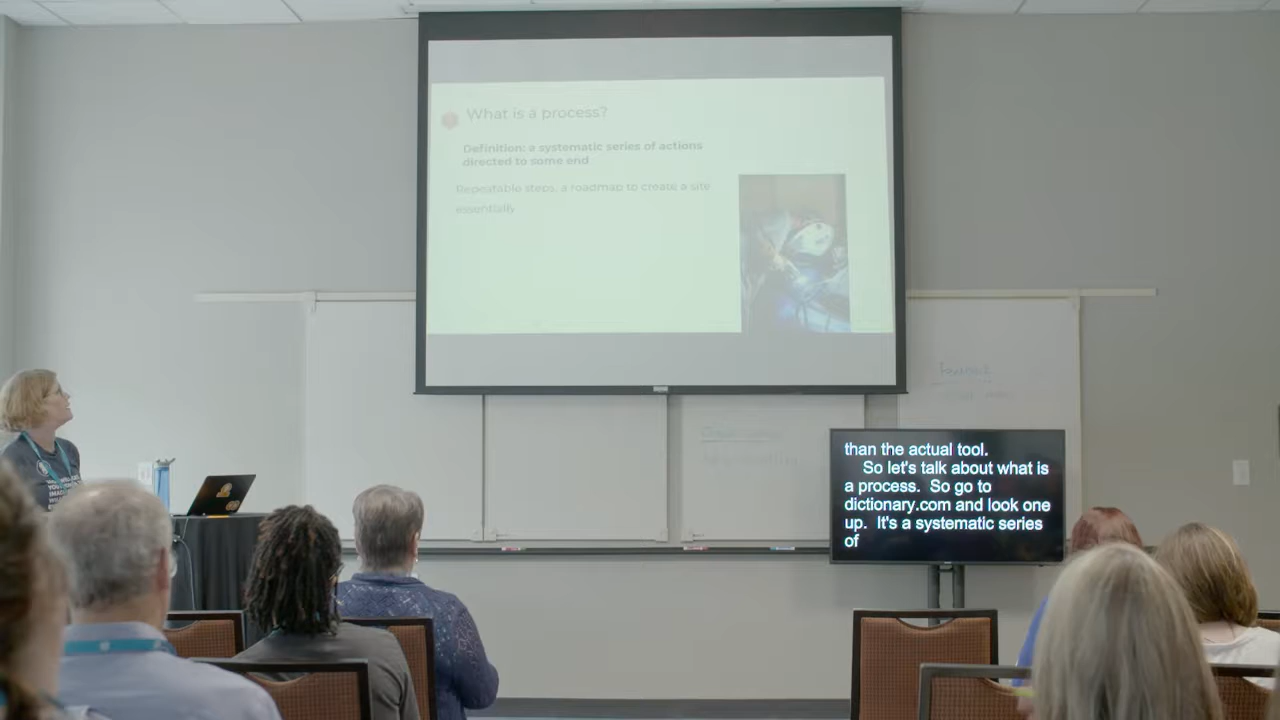 What is a process?
Definition: a systematic series of actions
directed to some end
Repeatable steps, a roadmap to create a site
essentially
than the actual tool.
So let's talk about what is
a process. So go to
dictionary.com and look one
up. It's a systematic series
of